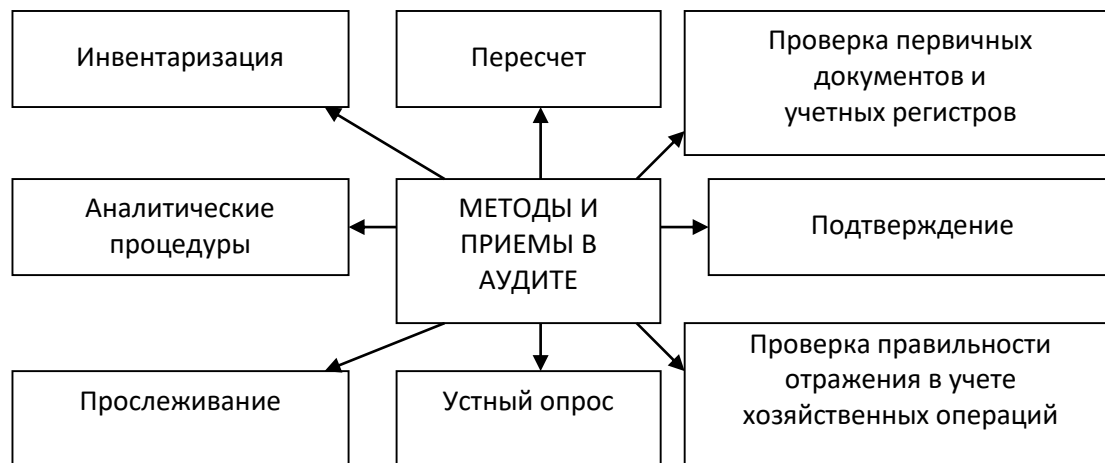 Инвентаризация
Пересчет
Проверка первичных
документов и
учетных регистров
Аналитические
процедуры
МЕТОДЫ И
ПРИЕМЫ В
АУДИТЕ
Подтверждение
Прослеживание
Устный опрос
Проверка правильности
отражения в учете
хозяйственных операций